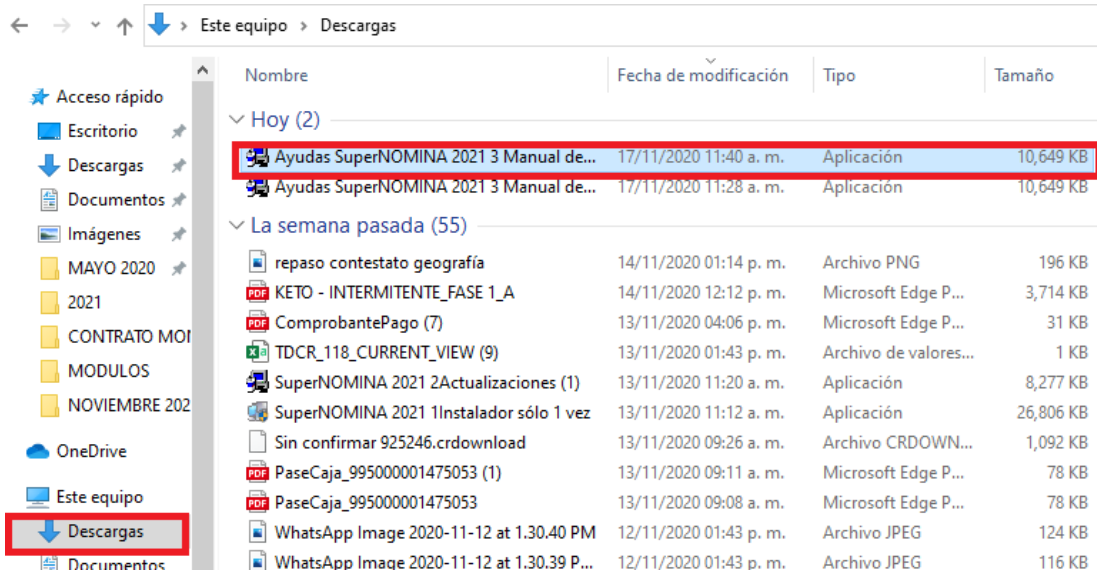 Este equipo > Descargas
Nombre Fecha de modificación Tipo Tamaño
Acceso rápido
Escritorio
Descargas
Documentos
Imágenes
MAYO 2020
2021
CONTRATO MON
MODULOS
NOVIEMBRE 202
OneDrive
Este equipo
Descargas
Documentos
Hoy (2)
Ayudas SuperNOMINA 2021 3 Manual de... 17/11/2020 11:40 a. m. Aplicación 10,649 KB
Ayudas SuperNOMINA 2021 3 Manual de... 17/11/2020 11:28 a. m. Aplicación 10,649 KB
La semana pasada (55)
repaso contestato geografía 14/11/2020 01:14 p. m. Archivo PNG 196 KB
PDF KETO - INTERMITENTE_FASE 1_A 14/11/2020 12:12 p. m. Microsoft Edge P... 3,714 KB
PDF ComprobantePago (7) 13/11/2020 04:06 p. m. Microsoft Edge P... 31 KB
TDCR_118_CURRENT_VIEW (9) 13/11/2020 01:43 p. m. Archivo de valores... 1 KB
SuperNOMINA 2021 2Actualizaciones (1) 13/11/2020 11:20 a. m. Aplicación 8,277 KB
SuperNOMINA 2021 1Instalador sólo 1 vez 13/11/2020 11:12 a. m. Aplicación 26,806 KB
Sin confirmar 925246.crdownload 13/11/2020 09:26 a. m. Archivo CRDOWN... 1,092 KB
PDF PaseCaja_995000001475053 (1) 13/11/2020 09:11 a. m. Microsoft Edge P... 78 KB
PDF PaseCaja_995000001475053 13/11/2020 09:08 a. m. Microsoft Edge P... 78 KB
WhatsApp Image 2020-11-12 at 1.30.40 PM 12/11/2020 01:43 p. m. Archivo JPEG 124 KB
WhatsApp Image 2020-11-12 at 1.30.39 P... 12/11/2020 01:43 p. m. Archivo JPEG 116 KB